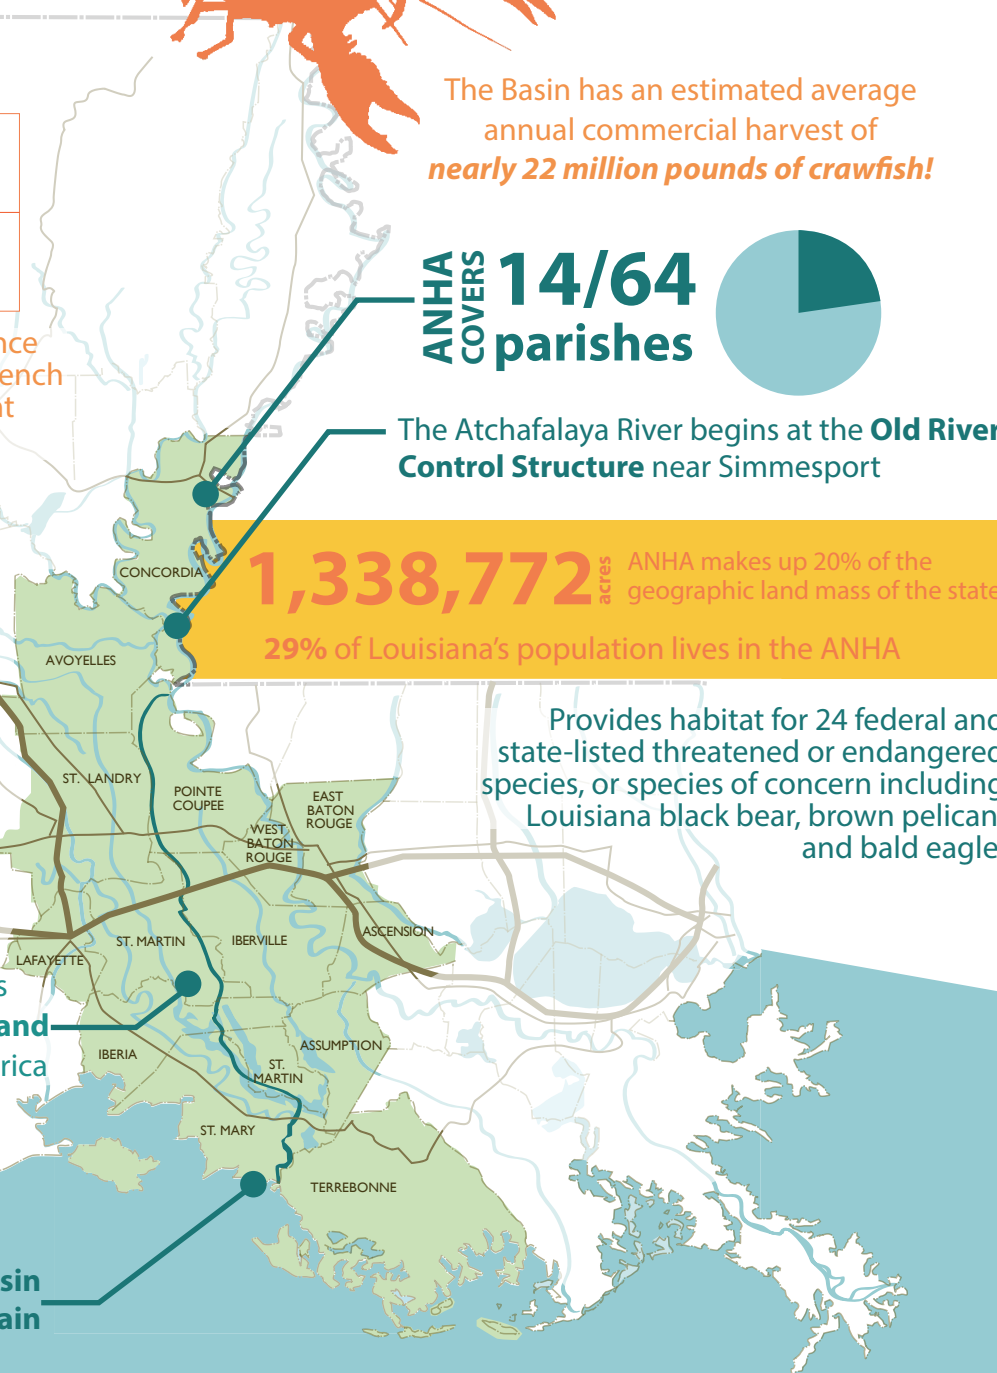 The Basin has an estimated average
annual commercial harvest of
nearly 22 million pounds of crawfish!
ANHA
COVERS
14/64
parishes
nce
ench
nt
The Atchafalaya River begins at the Old River
Control Structure near Simmesport
1,338,772
acres
ANHA makes up 20% of the
geographic land mass of the state
29% of Louisiana's population lives in the ANHA
CONCORDIA
AVOYELLES
Provides habitat for 24 federal and
state-listed threatened or endangered
species, or species of concern including
Louisiana black bear, brown pelican
and bald eagle
ST. LANDRY
POINTE
COUPEE
EAST
BATON
ROUGE
WEST
BATON
ROUGE
ST. MARTIN
IBERVILLE
ASCENSION
LAFAYETTE
s
and
rica
IBERIA
ASSUMPTION
ST.
MARTIN
ST. MARY
TERREBONNE
sin
ain